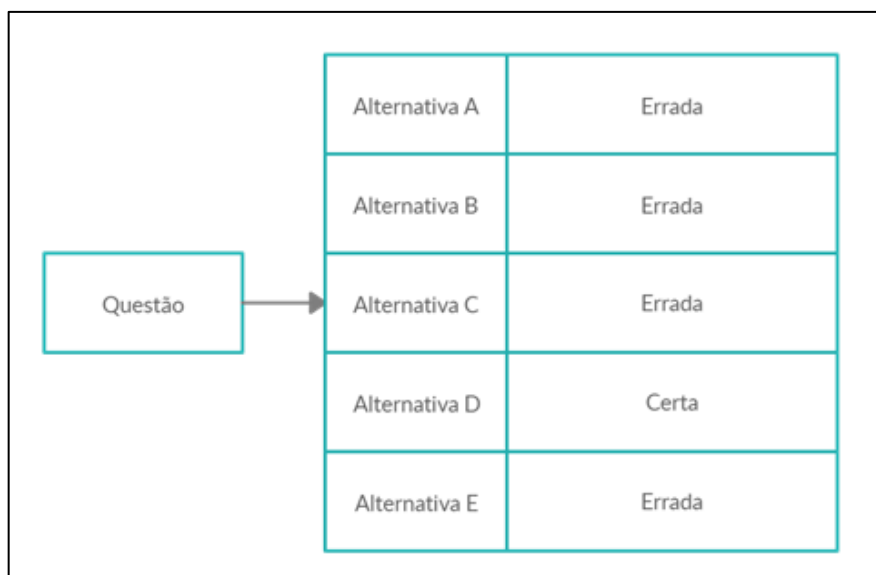 Alternativa A Errada
Alternativa B Errada
Questão
Alternativa C Errada
Alternativa D Certa
Alternativa E Errada